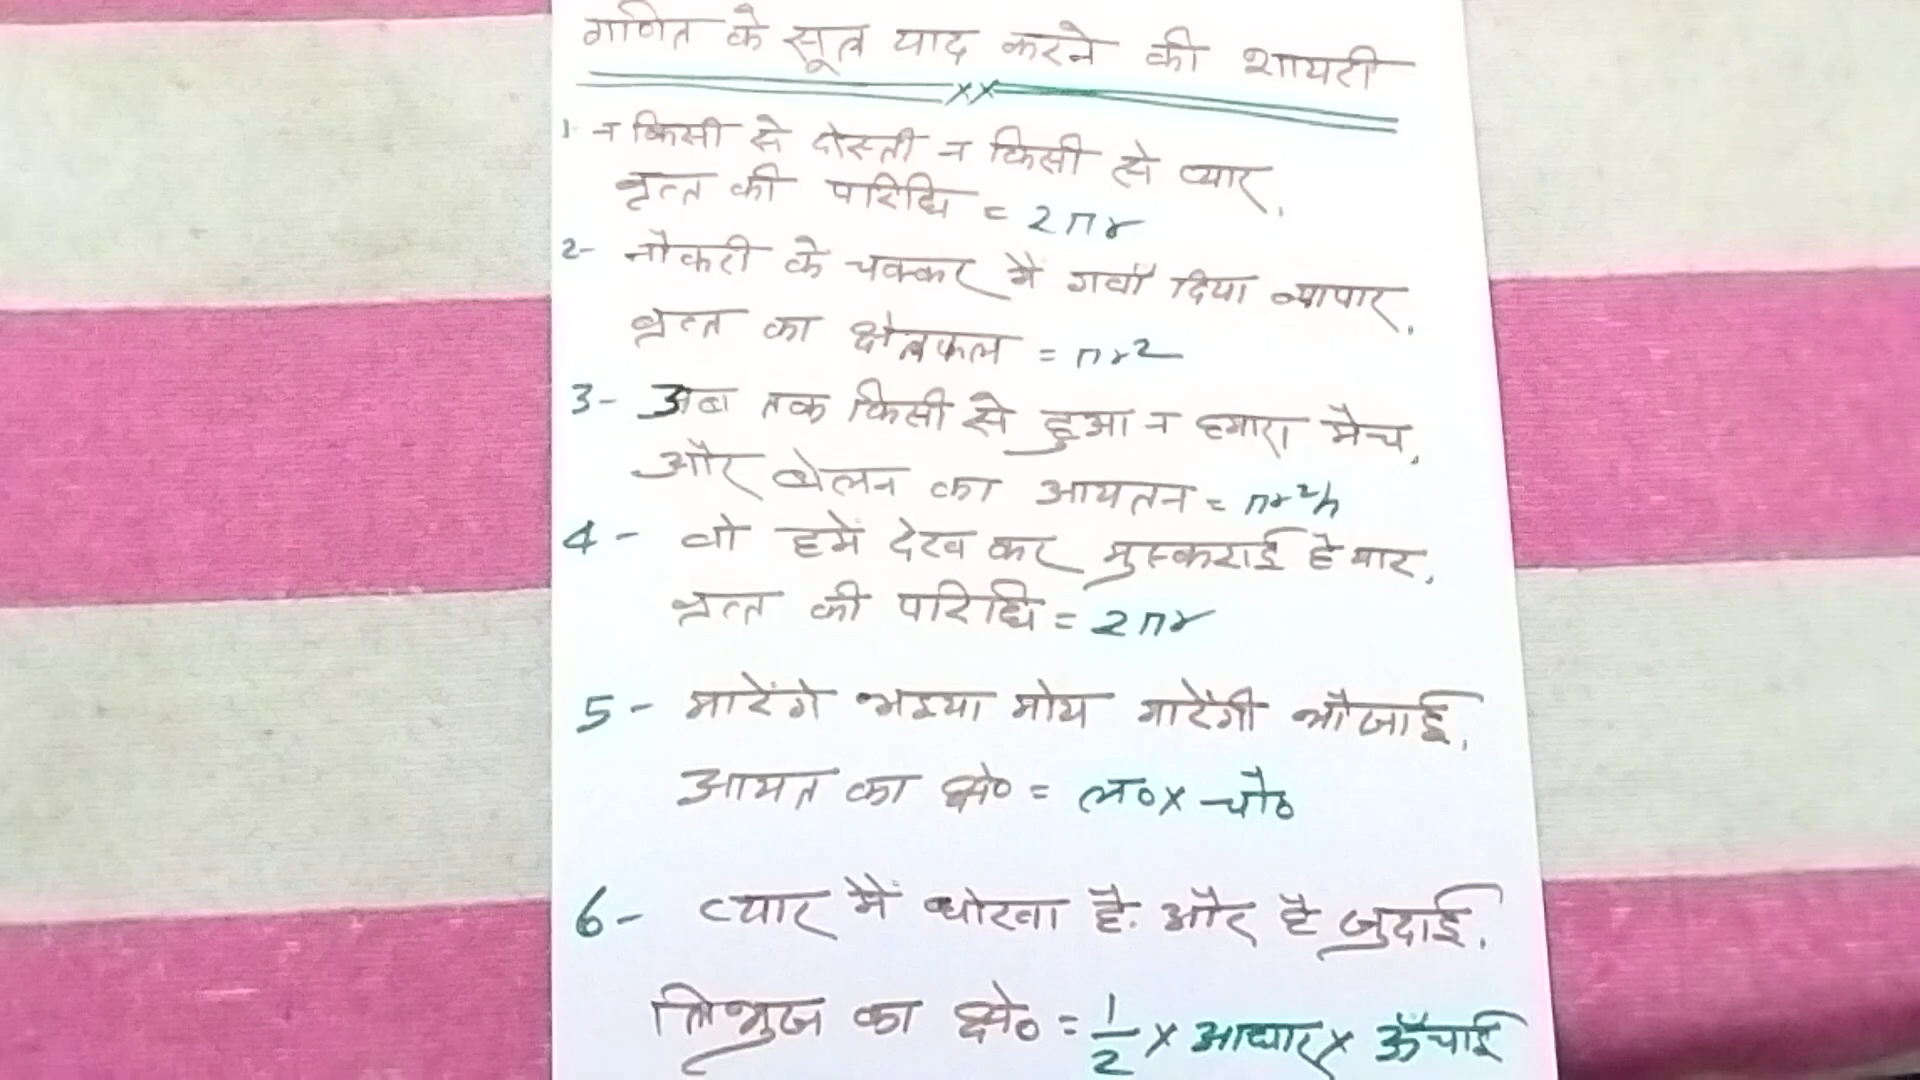 गणित के सूत्र याद करने की शायरी
xx
1- न किसी से दोस्ती न किसी से प्यार,
वृत्त की परिधि = 2πr
2- नौकरी के चक्कर में गवाँ दिया व्यापार,
वृत्त का क्षेत्रफल = πr²
3- अब तक किसी से हुआ न हमारा मैच,
और बेलन का आयतन = πr²h
4- वो हमें देख कर मुस्कराई है यार,
वृत्त की परिधि = 2πr
5- मारेंगे भइया मोय मारेंगी भौजाई,
आयत का क्षे० = ल० × चौ०
6- प्यार में धोखा है. और है जुदाई,
त्रिभुज का क्षे० = 1/2 × आधार × ऊँचाई